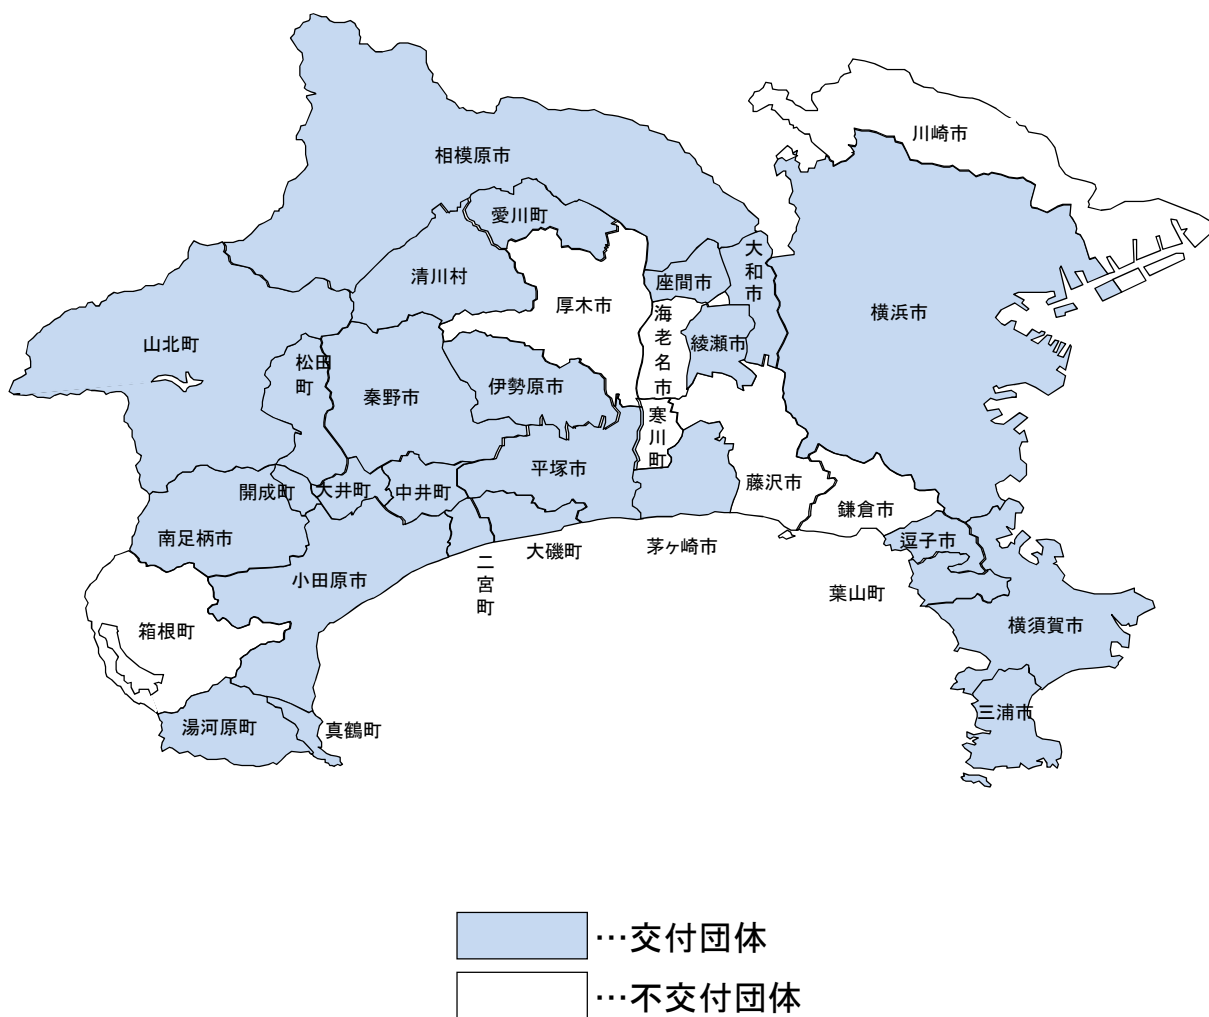 川崎市
相模原市
愛川町
大和市
清川村
座間市
厚木市
海老名市
横浜市
山北町
綾瀬市
松田町
秦野市
伊勢原市
寒川町
平塚市
藤沢市
開成町
大井町
中井町
鎌倉市
南足柄市
逗子市
小田原市
二宮町
大磯町
茅ヶ崎市
葉山町
箱根町
横須賀市
三浦市
湯河原町
真鶴町
…交付団体
…不交付団体